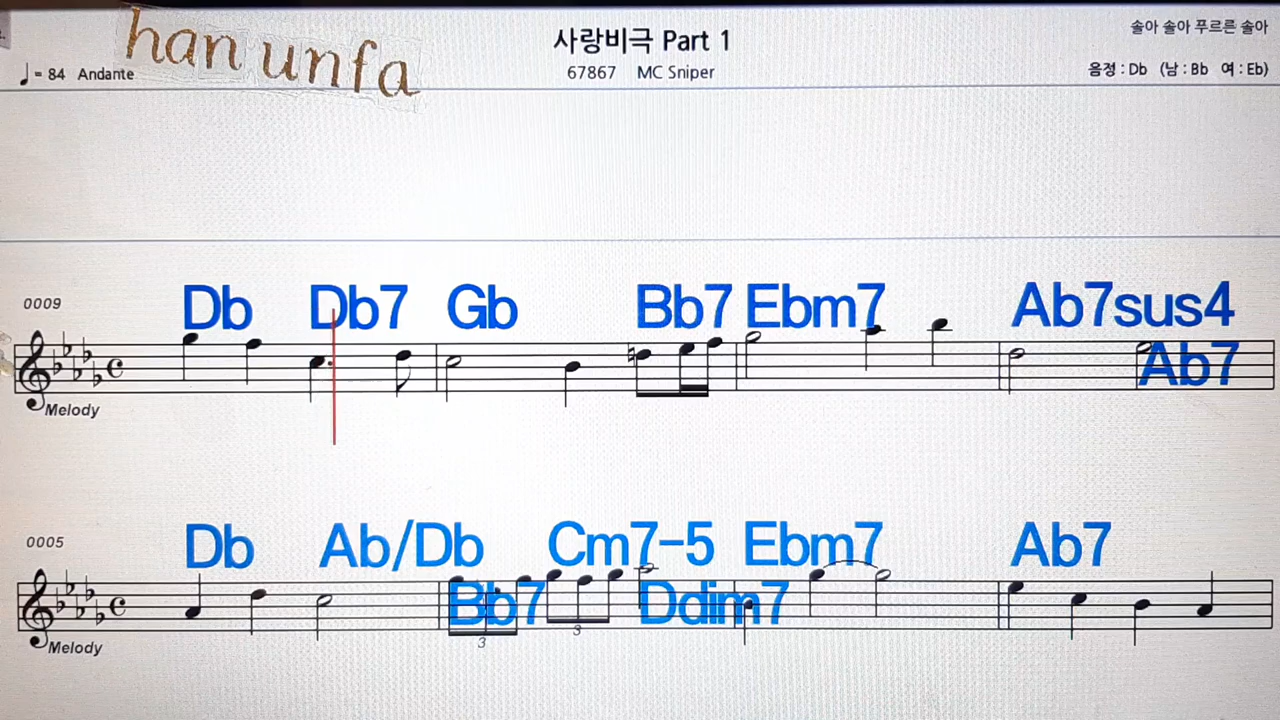 han unfa
사랑비극 Part 1
솔아 솔아 푸르른 솔아
♩= 84 Andante
67867 MC Sniper
음정 : Db (남 : Bb 여 : Eb)
0009
Db Db7 Gb Bb7 Ebm7 Ab7sus4
Ab7
Melody
0005
Db Ab/Db Cm7-5 Ebm7 Ab7
Bb7 Ddim7
3 3
Melody